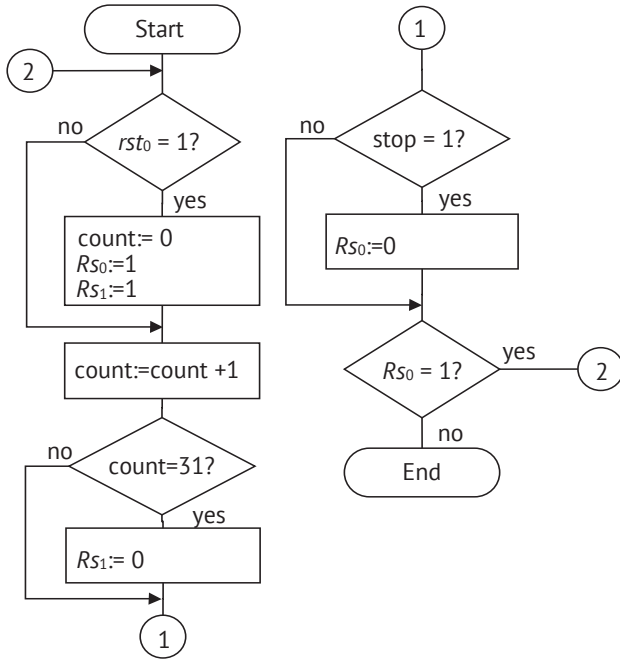 Start
2
no
rst₀ = 1?
yes
count:= 0
Rs₀:=1
Rs₁:=1
count:=count +1
no
count=31?
yes
Rs₁:= 0
1
1
no
stop = 1?
yes
Rs₀:=0
Rs₀ = 1?
yes
2
no
End